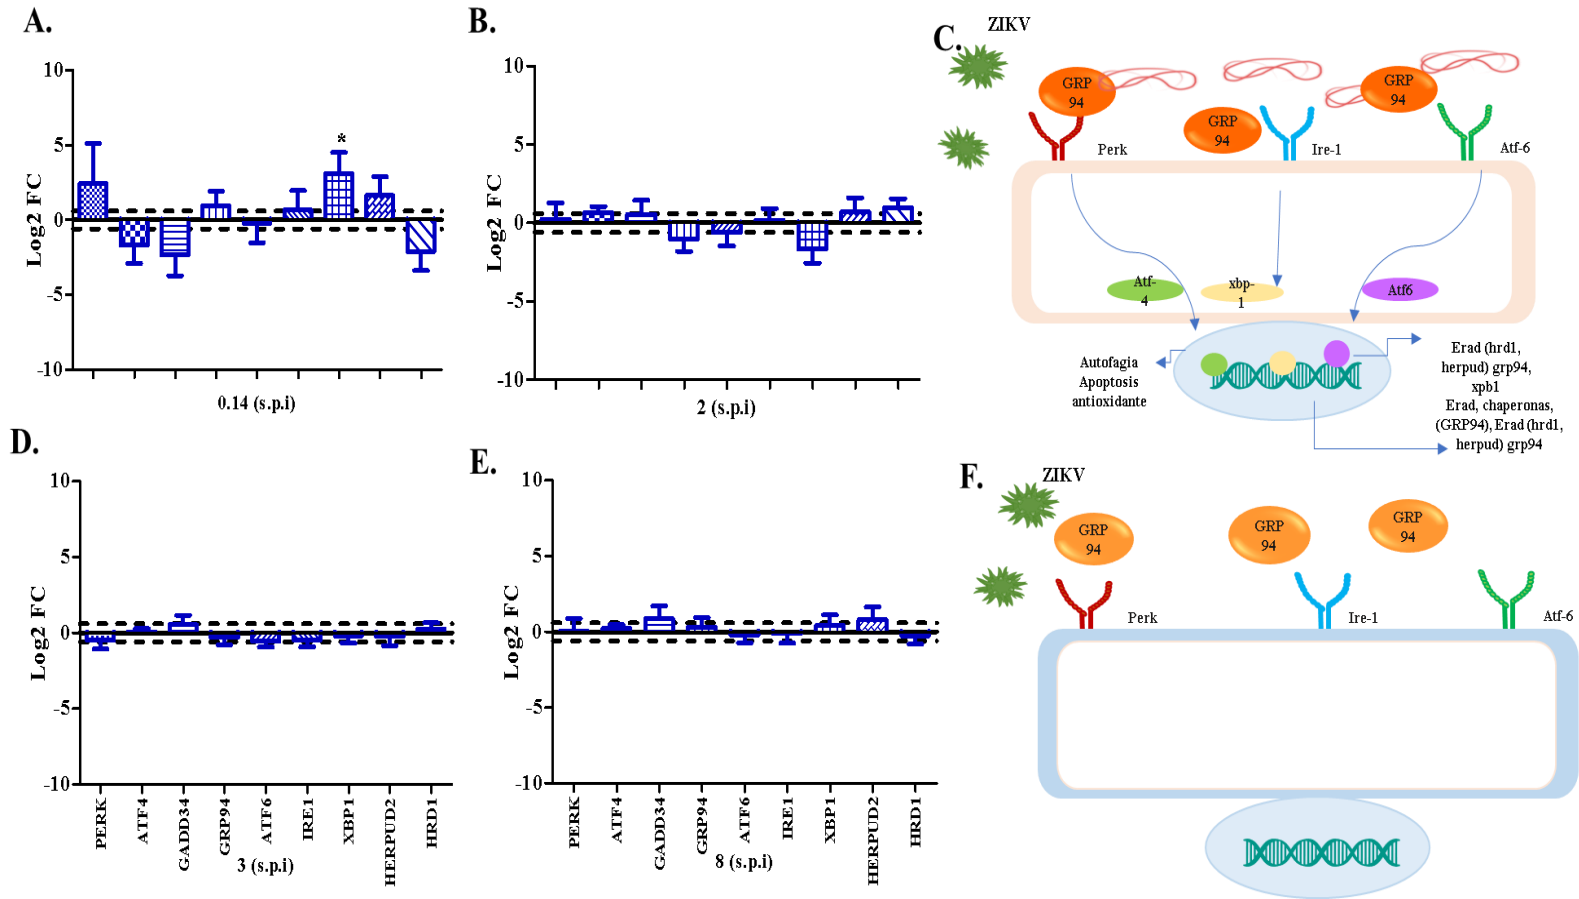 A.
10
5
0
-5
-10
Log2 FC
*
0.14 (s.p.i)
B.
10
5
0
-5
-10
Log2 FC
2 (s.p.i)
C.
ZIKV
GRP
94
GRP
94
GRP
94
Perk
Ire-1
Atf-6
Atf-
4
xbp-
1
Atf6
Autofagia
Apoptosis
antioxidante
Erad (hrd1,
herpud) grp94,
xpb1
Erad, chaperonas,
(GRP94), Erad (hrd1,
herpud) grp94
D.
10
5
0
-5
-10
Log2 FC
PERK
ATF4
GADD34
GRP94
ATF6
IRE1
XBP1
HERPUD2
HRD1
3 (s.p.i)
E.
10
5
0
-5
-10
Log2 FC
PERK
ATF4
GADD34
GRP94
ATF6
IRE1
XBP1
HERPUD2
HRD1
8 (s.p.i)
F.
ZIKV
GRP
94
GRP
94
GRP
94
Perk
Ire-1
Atf-6